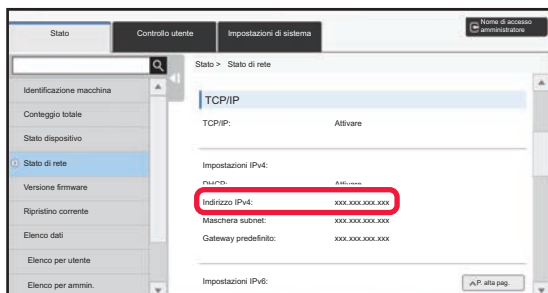 Stato
Controllo utente
Impostazioni di sistema
Nome di accesso
amministratore
Stato > Stato di rete
Identificazione macchina
Conteggio totale
Stato dispositivo
Stato di rete
Versione firmware
Ripristino corrente
Elenco dati
Elenco per utente
Elenco per ammin.
TCP/IP
TCP/IP: Attivare
Impostazioni IPv4:
DHCP: Attivare
Indirizzo IPv4: xxx.xxx.xxx.xxx
Maschera subnet: xxx.xxx.xxx.xxx
Gateway predefinito: xxx.xxx.xxx.xxx
Impostazioni IPv6:
P. alta pag.